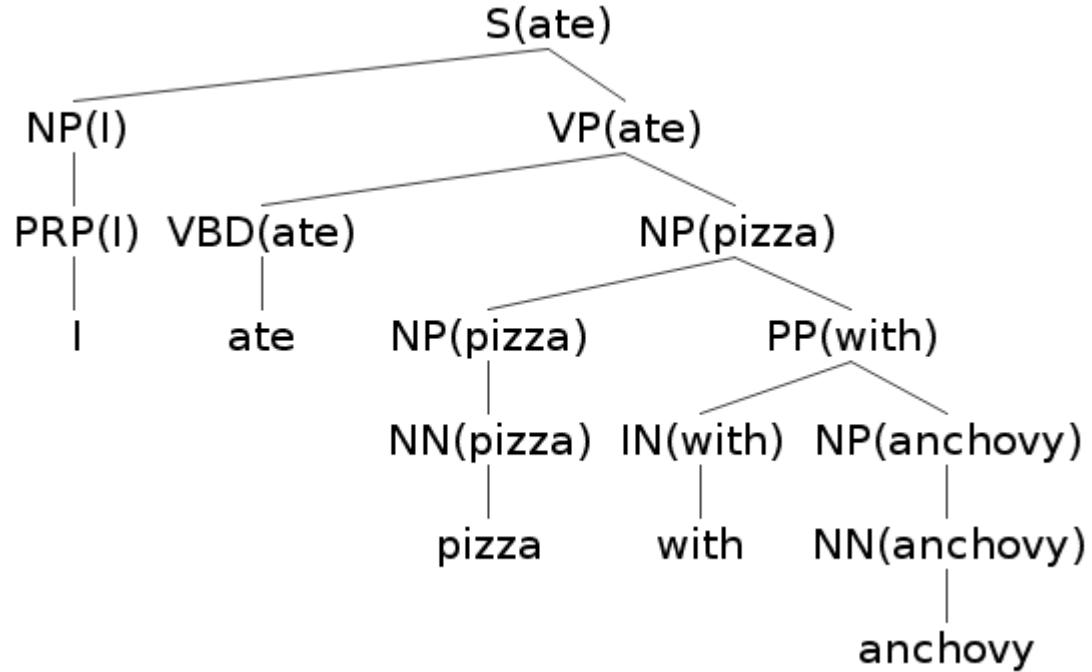 S(ate)
NP(I) VP(ate)
PRP(I) VBD(ate) NP(pizza)
I ate NP(pizza) PP(with)
NN(pizza) IN(with) NP(anchovy)
pizza with NN(anchovy)
anchovy